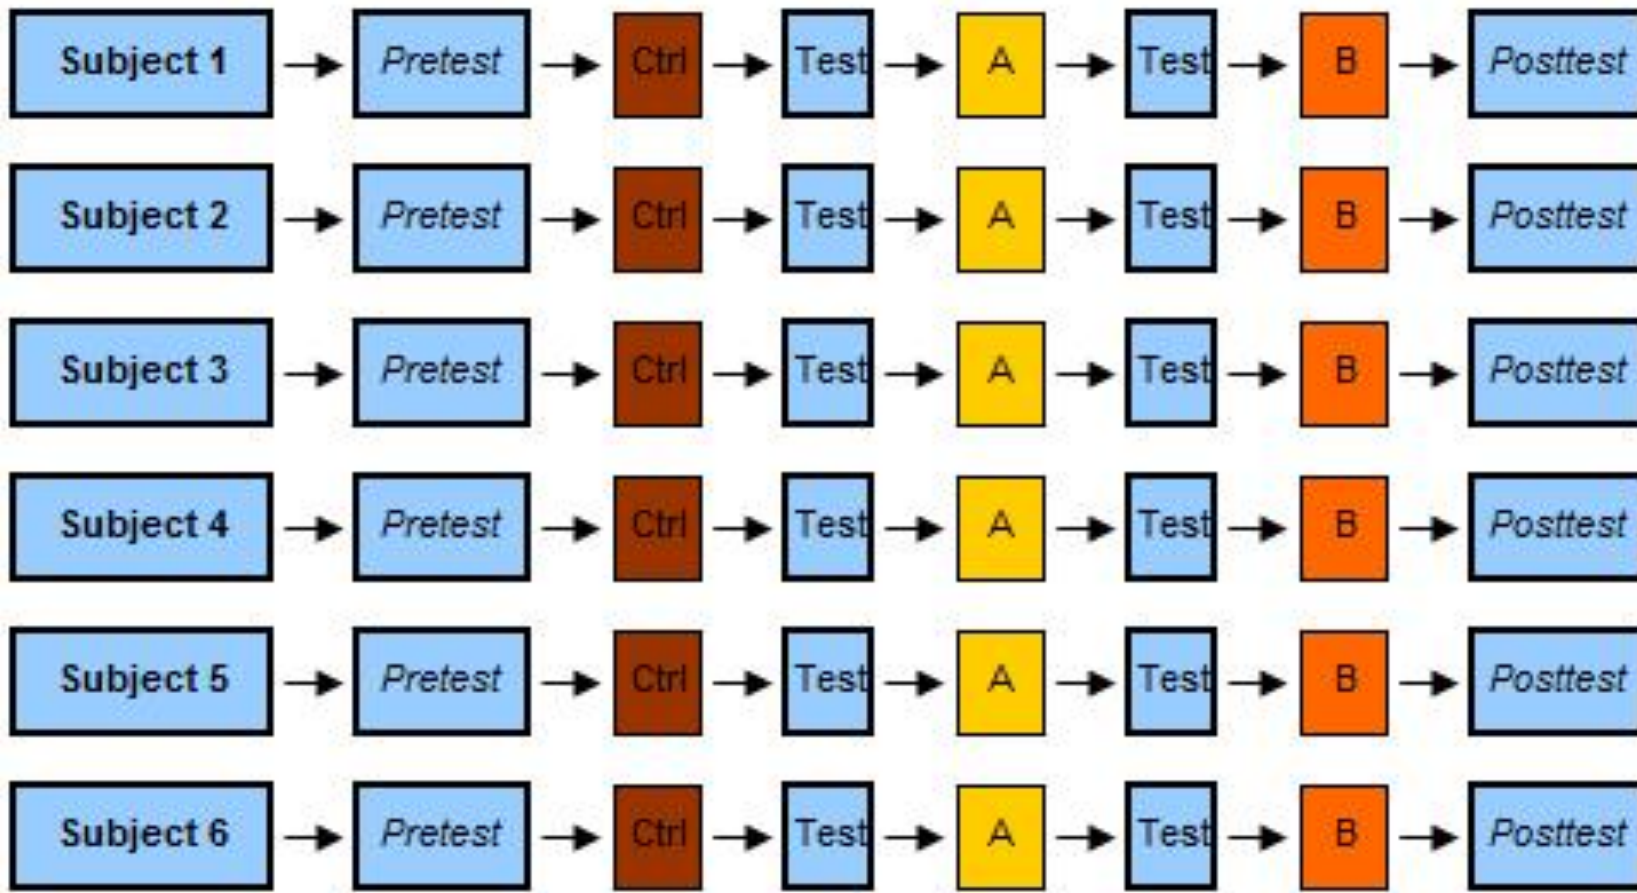 Subject 1 Pretest Ctrl Test A Test B Posttest
Subject 2 Pretest Ctrl Test A Test B Posttest
Subject 3 Pretest Ctrl Test A Test B Posttest
Subject 4 Pretest Ctrl Test A Test B Posttest
Subject 5 Pretest Ctrl Test A Test B Posttest
Subject 6 Pretest Ctrl Test A Test B Posttest